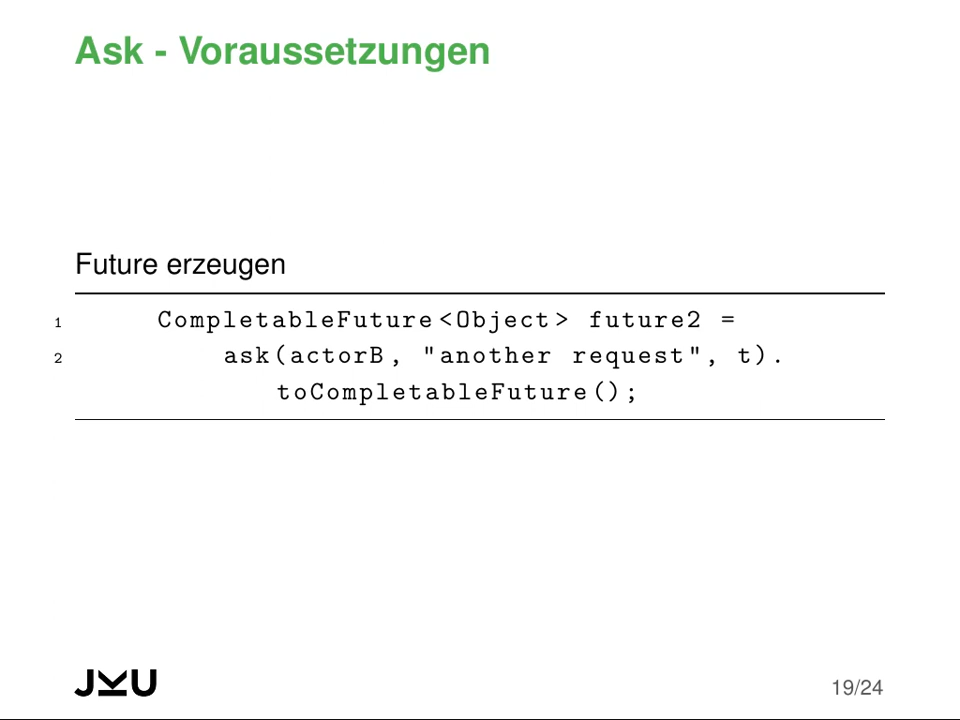 Ask - Voraussetzungen
Future erzeugen
1 CompletableFuture<Object> future2 =
2 ask(actorB, "another request", t).
toCompletableFuture();
JKU
19/24